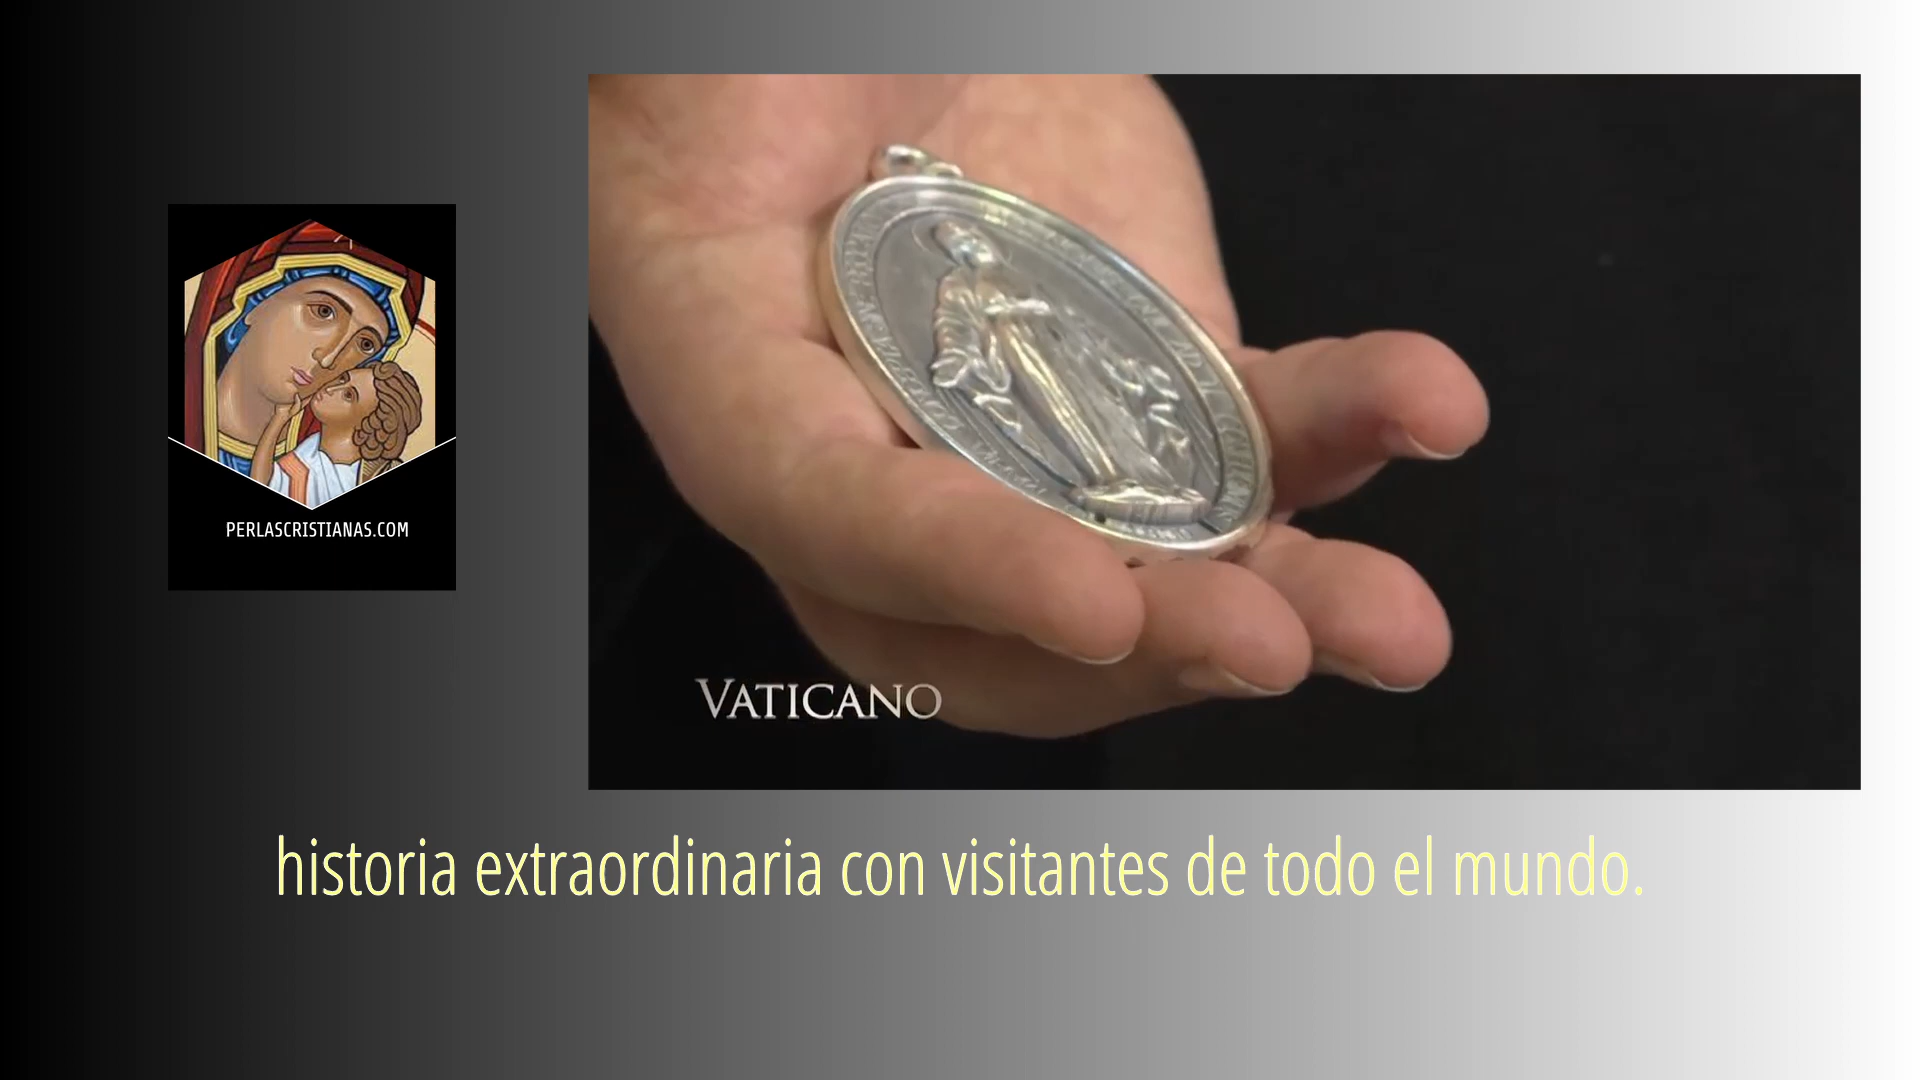 PERLASCRISTIANAS.COM
VATICANO
historia extraordinaria con visitantes de todo el mundo.